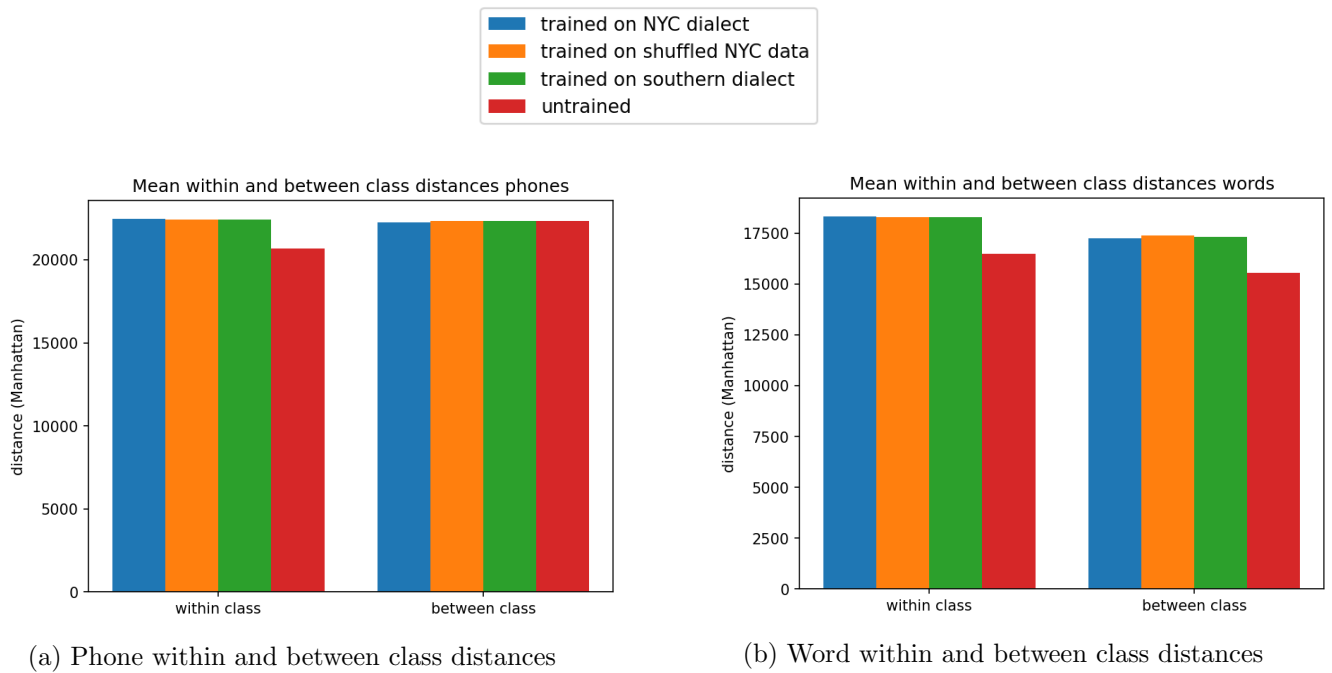 trained on NYC dialect
trained on shuffled NYC data
trained on southern dialect
untrained
Mean within and between class distances phones
distance (Manhattan)
20000
15000
10000
5000
0
within class
between class
(a) Phone within and between class distances
Mean within and between class distances words
distance (Manhattan)
17500
15000
12500
10000
7500
5000
2500
0
within class
between class
(b) Word within and between class distances